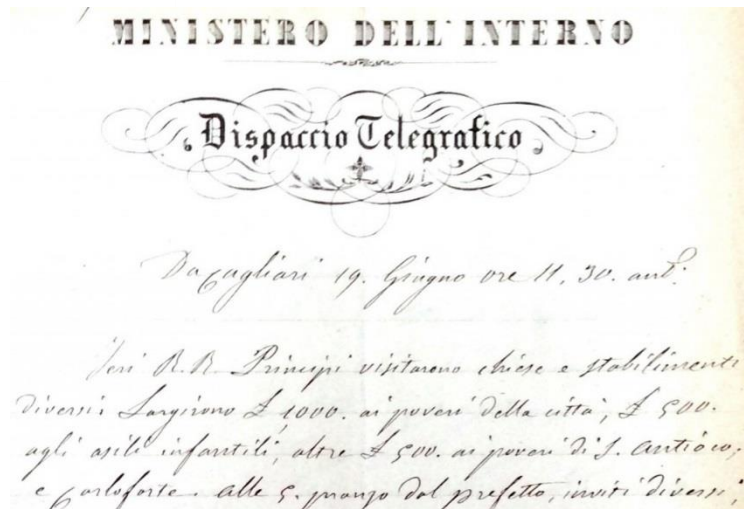 MINISTERO DELL'INTERNO
Dispaccio Telegrafico
Da Cagliari 19. Giugno ore 11, 30. antº.
Jeri R. R. Principi visitarono chiese e stabilimenti
diversi: Largirono £ 1000. ai poveri della città, £ 500.
agli asili infantili, altre £ 500. ai poveri di S. Antioco,
e Carloforte. Alle 5. pranzo dal prefetto, inviti diversi,